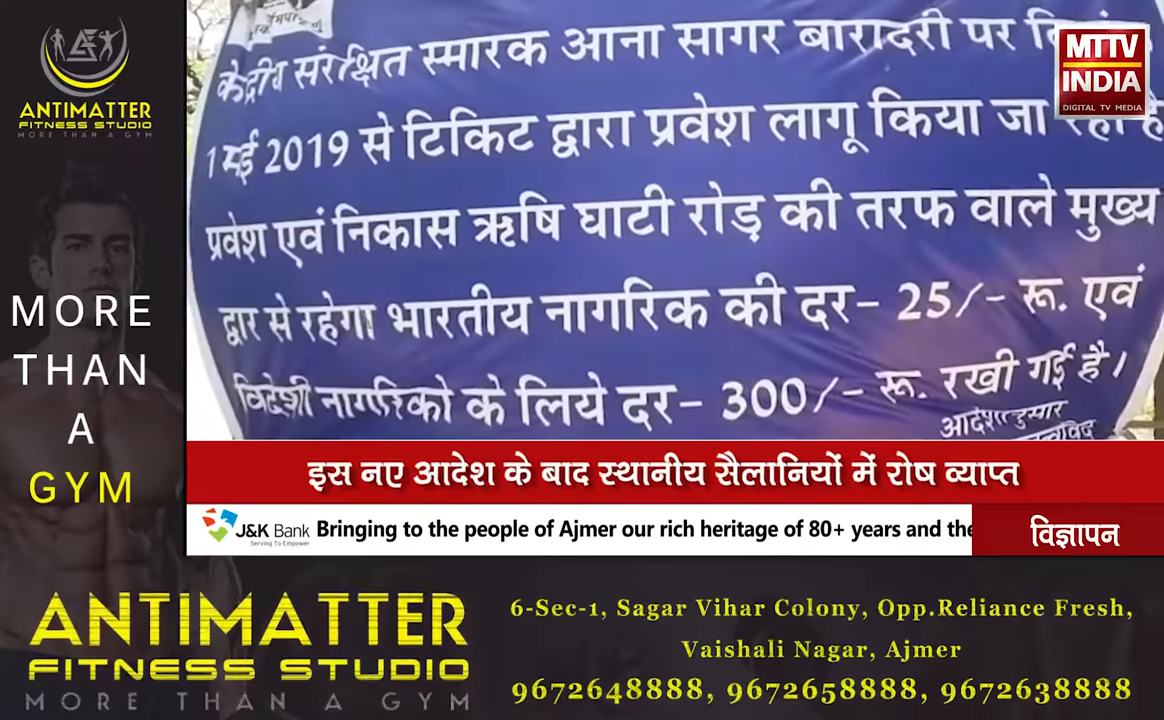 ANTIMATTER
FITNESS STUDIO
MORE THAN A GYM
MORE
THAN
A
GYM
केंद्रीय संरक्षित स्मारक आना सागर बारादरी पर
1 मई 2019 से टिकिट द्वारा प्रवेश लागू किया जा रहा है
प्रवेश एवं निकास ऋषि घाटी रोड़ की तरफ वाले मुख्य
द्वार से रहेगा भारतीय नागरिक की दर- 25/- रू. एवं
विदेशी नागरिको के लिये दर- 300/- रू. रखी गई है।
आदेशानुसार
MTTV
INDIA
DIGITAL TV MEDIA
इस नए आदेश के बाद स्थानीय सैलानियों में रोष व्याप्त
J&K Bank
Serving To Empower
Bringing to the people of Ajmer our rich heritage of 80+ years and the
विज्ञापन
ANTIMATTER
FITNESS STUDIO
MORE THAN A GYM
6-Sec-1, Sagar Vihar Colony, Opp.Reliance Fresh,
Vaishali Nagar, Ajmer
9672648888, 9672658888, 9672638888